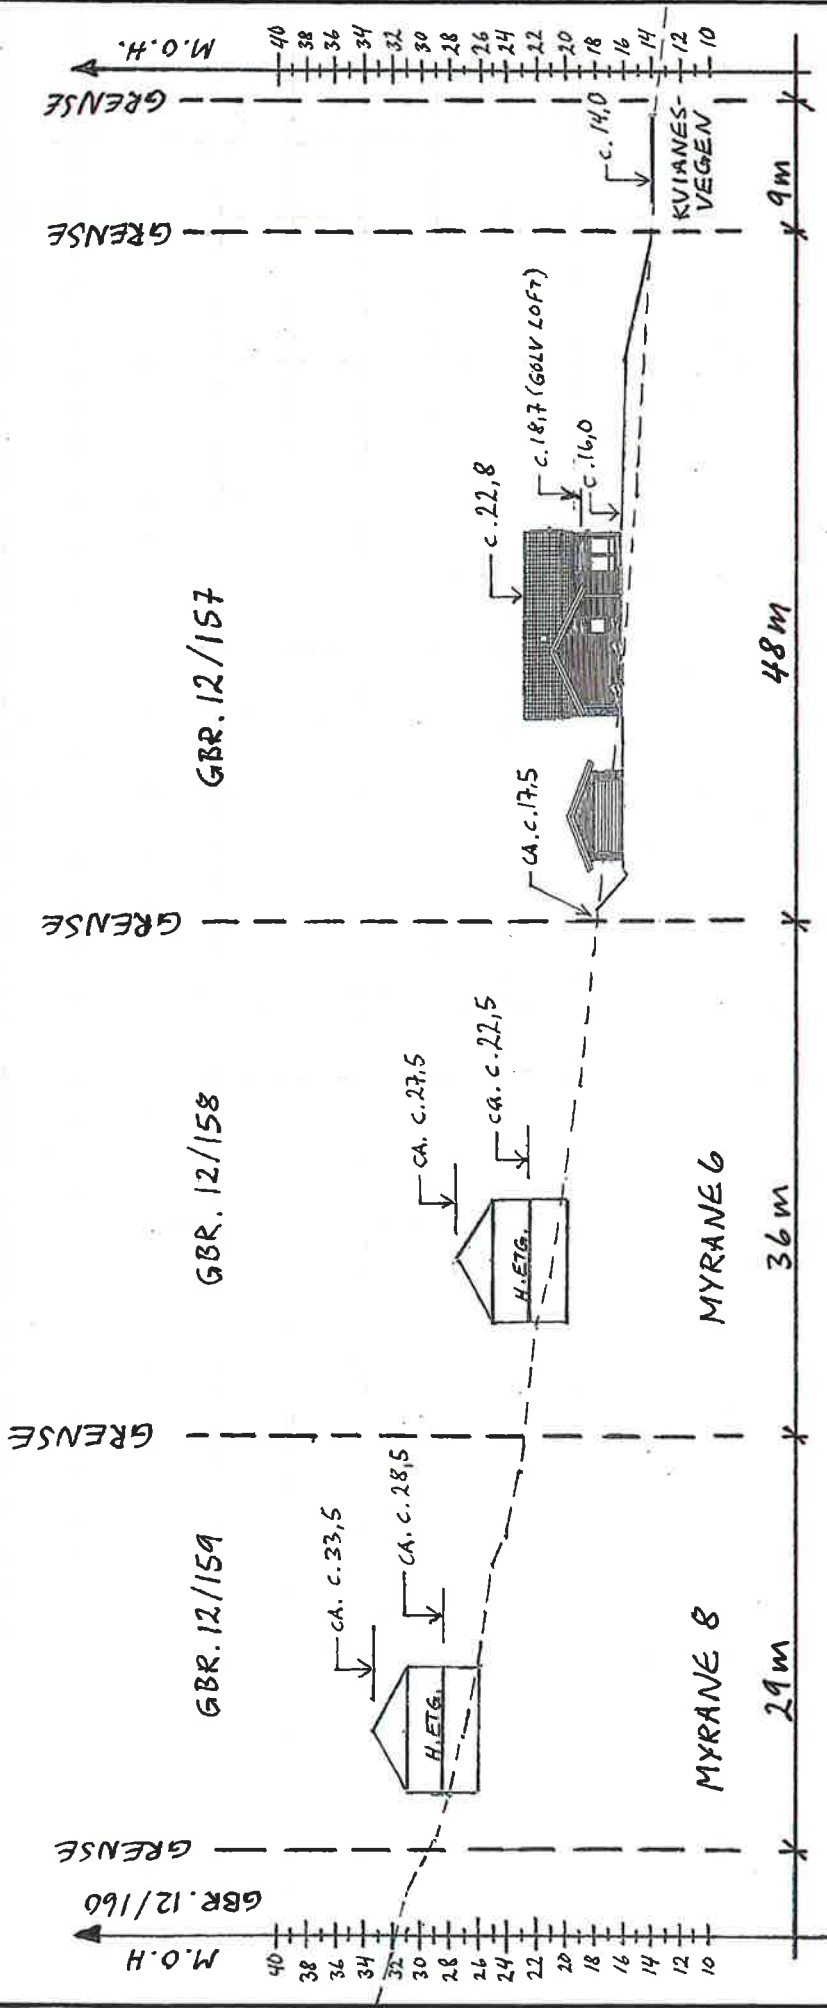 M.O.H
40
38
36
34
32
30
28
26
24
22
20
18
16
14
12
10
GBR. 12/160
GRENSE
GBR. 12/159
CA. C. 33,5
CA. C. 28,5
H. ETG.
MYRANE 8
29 m
GRENSE
GBR. 12/158
CA. C. 27,5
CA. C. 22,5
H. ETG.
MYRANE 6
36 m
GRENSE
GBR. 12/157
CA. C. 17,5
C. 22,8
C. 18,7 (GOLV LOFT)
C. 16,0
48 m
GRENSE
C. 14,0
KVIANES-
VEGEN
9 m
GRENSE
M.O.H.
40
38
36
34
32
30
28
26
24
22
20
18
16
14
12
10